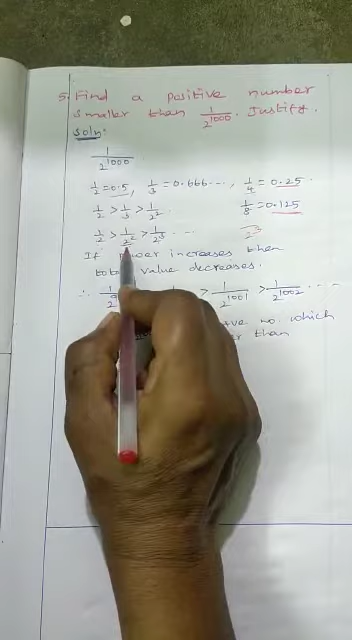 5. Find a positive number
smaller than 1/2^1000. Justify.
Soln:
1/2^1000
1/2 = 0.5, 1/3 = 0.666..., 1/4 = 0.25
1/2 > 1/3 > 1/2^2 1/8 = 0.125
1/2 > 1/2^2 > 1/2^3 ...
If power increases then
value decreases.
∴ > 1/2^1001 > 1/2^1002 ...
no. which
than